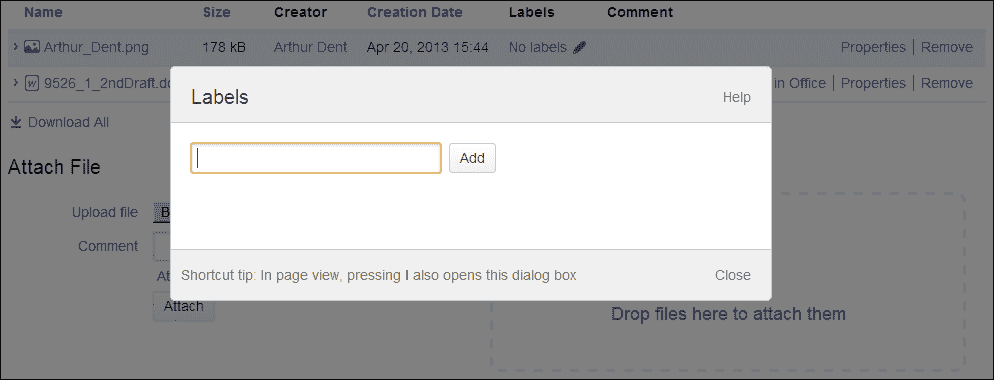 Name Size Creator Creation Date Labels Comment
Arthur_Dent.png 178 kB Arthur Dent Apr 20, 2013 15:44 No labels Properties | Remove
9526_1_2ndDraft.do in Office | Properties | Remove
Download All
Labels Help
Add
Attach File
Upload file B
Comment
At
Shortcut tip: In page view, pressing l also opens this dialog box Close
Attach
Drop files here to attach them